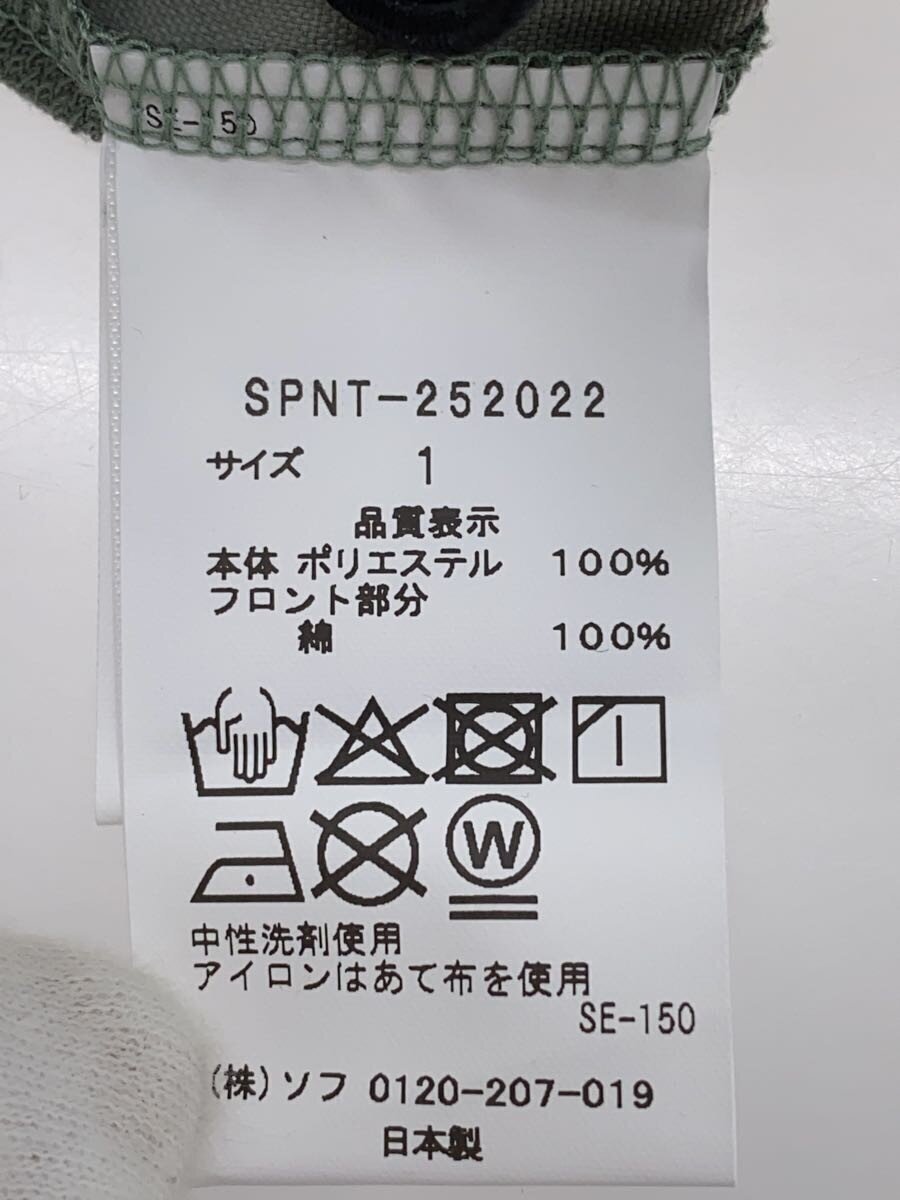 SE-150
SPNT-252022
サイズ 1
品質表示
本体 ポリエステル 100%
フロント部分
綿 100%
W
中性洗剤使用
アイロンはあて布を使用
SE-150
(株)ソフ 0120-207-019
日本製